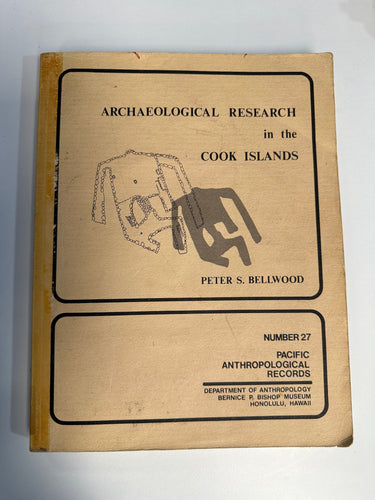 ARCHAEOLOGICAL RESEARCH
in the
COOK ISLANDS
PETER S. BELLWOOD
NUMBER 27
PACIFIC
ANTHROPOLOGICAL
RECORDS
DEPARTMENT OF ANTHROPOLOGY
BERNICE P. BISHOP MUSEUM
HONOLULU, HAWAII